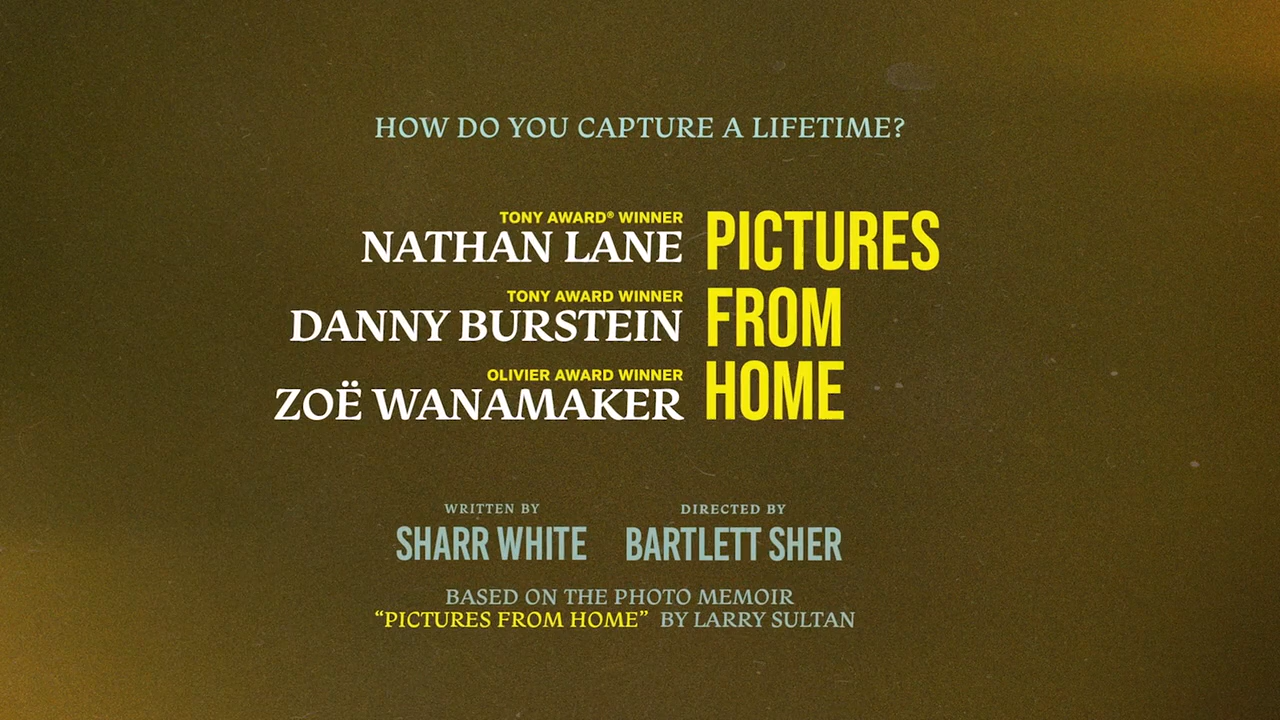 HOW DO YOU CAPTURE A LIFETIME?
TONY AWARD® WINNER
NATHAN LANE
TONY AWARD WINNER
DANNY BURSTEIN
OLIVIER AWARD WINNER
ZOË WANAMAKER
PICTURES
FROM
HOME
WRITTEN BY
SHARR WHITE
DIRECTED BY
BARTLETT SHER
BASED ON THE PHOTO MEMOIR
“PICTURES FROM HOME” BY LARRY SULTAN